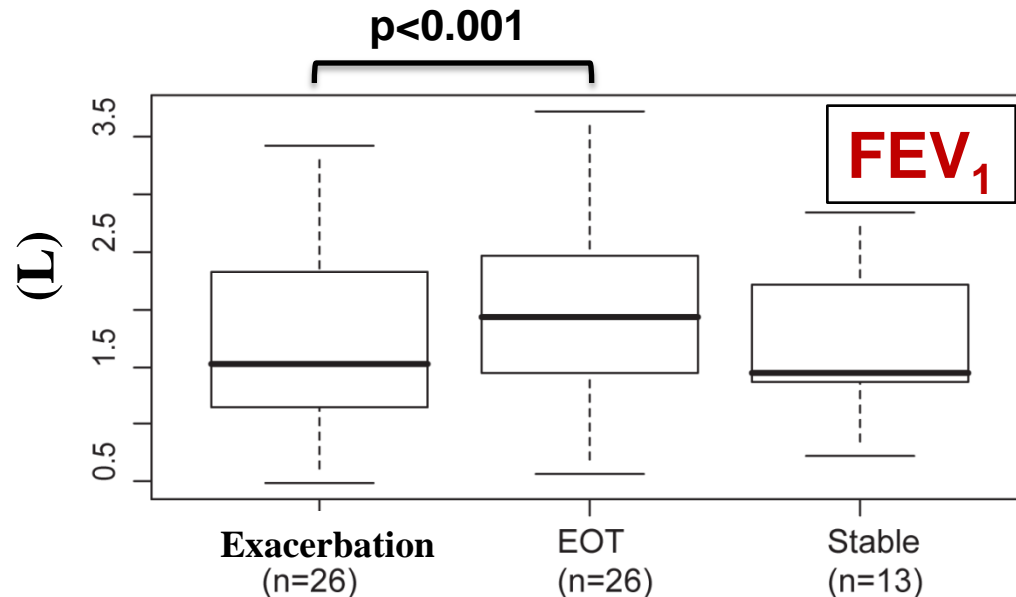 p<0.001
FEV₁
(L)
3.5
2.5
1.5
0.5
Exacerbation EOT Stable
(n=26) (n=26) (n=13)